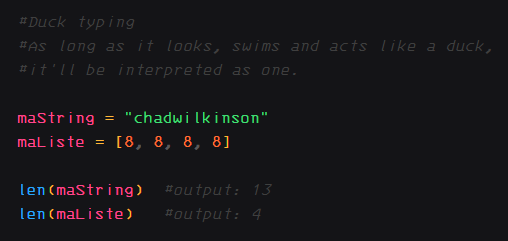 #Duck typing
#As long as it looks, swims and acts like a duck,
#it'll be interpreted as one.
maString = "chadwilkinson"
maListe = [8, 8, 8, 8]
len(maString)  #output: 13
len(maListe)   #output: 4